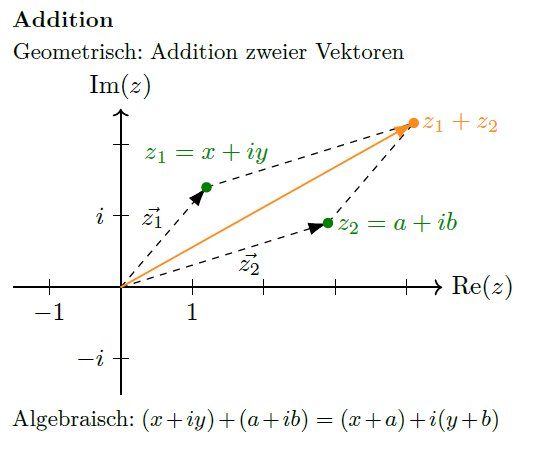 Addition
Geometrisch: Addition zweier Vektoren
Im(z)
z₁ + z₂
z₁ = x + iy
i
z⃗₁
z₂ = a + ib
z⃗₂
Re(z)
−1
1
−i
Algebraisch: (x+iy)+(a+ib) = (x+a)+i(y+b)